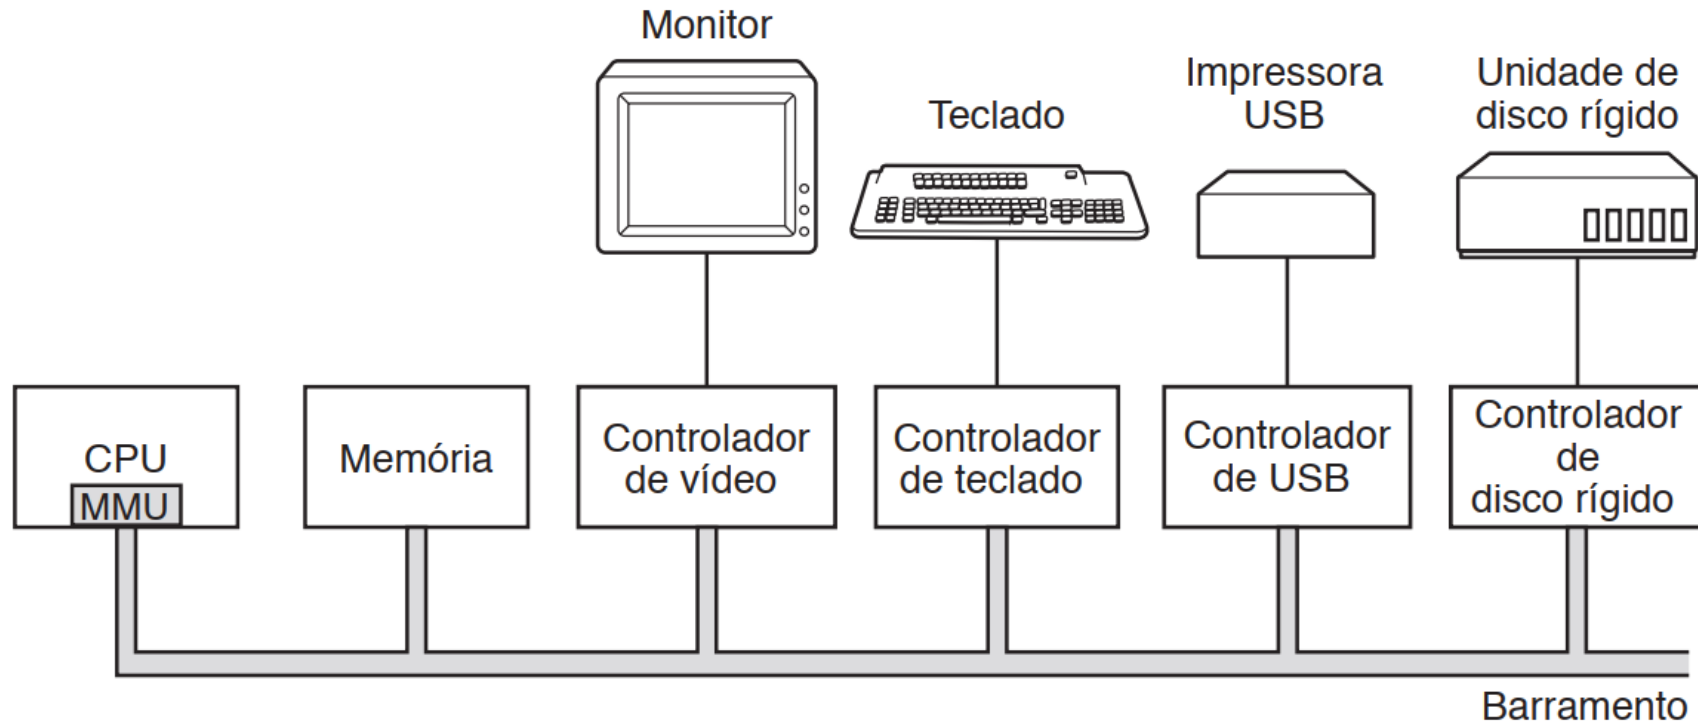 Monitor
Teclado
Impressora
USB
Unidade de
disco rígido
CPU
MMU
Memória
Controlador
de vídeo
Controlador
de teclado
Controlador
de USB
Controlador
de
disco rígido
Barramento